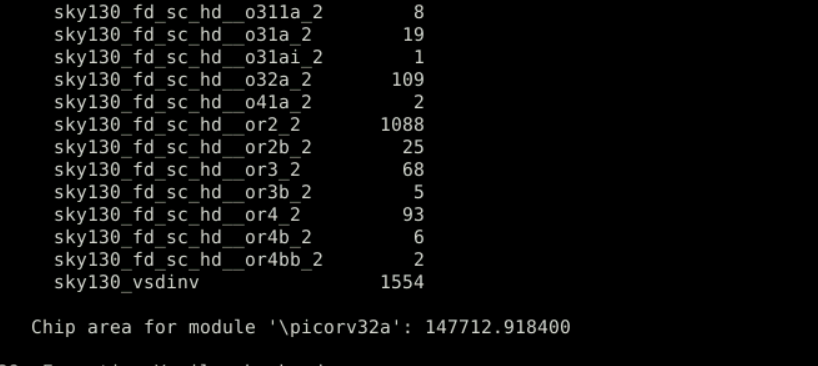 sky130_fd_sc_hd__o311a_2 8
sky130_fd_sc_hd__o31a_2 19
sky130_fd_sc_hd__o31ai_2 1
sky130_fd_sc_hd__o32a_2 109
sky130_fd_sc_hd__o41a_2 2
sky130_fd_sc_hd__or2_2 1088
sky130_fd_sc_hd__or2b_2 25
sky130_fd_sc_hd__or3_2 68
sky130_fd_sc_hd__or3b_2 5
sky130_fd_sc_hd__or4_2 93
sky130_fd_sc_hd__or4b_2 6
sky130_fd_sc_hd__or4bb_2 2
sky130_vsdinv 1554
Chip area for module '\picorv32a': 147712.918400